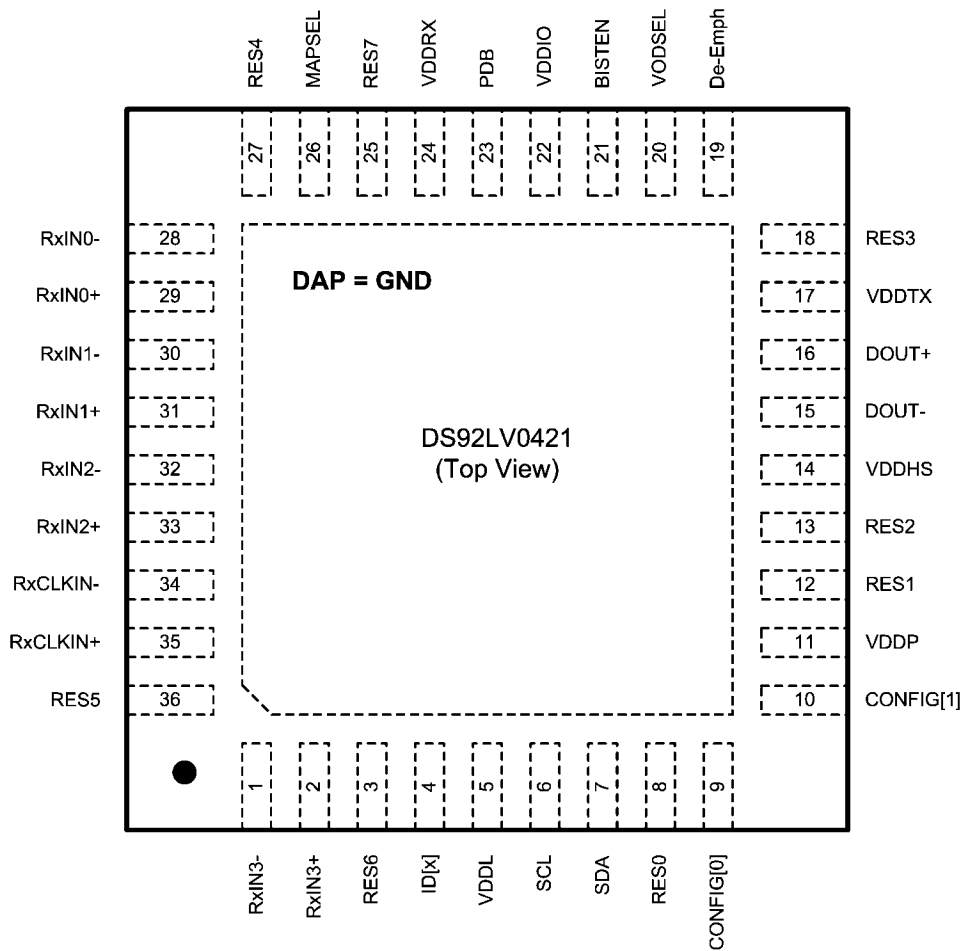 RES4
MAPSEL
RES7
VDDRX
PDB
VDDIO
BISTEN
VODSEL
De-Emph
27
26
25
24
23
22
21
20
19
RxIN0- 28
RxIN0+ 29
RxIN1- 30
RxIN1+ 31
RxIN2- 32
RxIN2+ 33
RxCLKIN- 34
RxCLKIN+ 35
RES5 36
DAP = GND
DS92LV0421
(Top View)
18 RES3
17 VDDTX
16 DOUT+
15 DOUT-
14 VDDHS
13 RES2
12 RES1
11 VDDP
10 CONFIG[1]
1
2
3
4
5
6
7
8
9
RxIN3-
RxIN3+
RES6
ID[x]
VDDL
SCL
SDA
RES0
CONFIG[0]